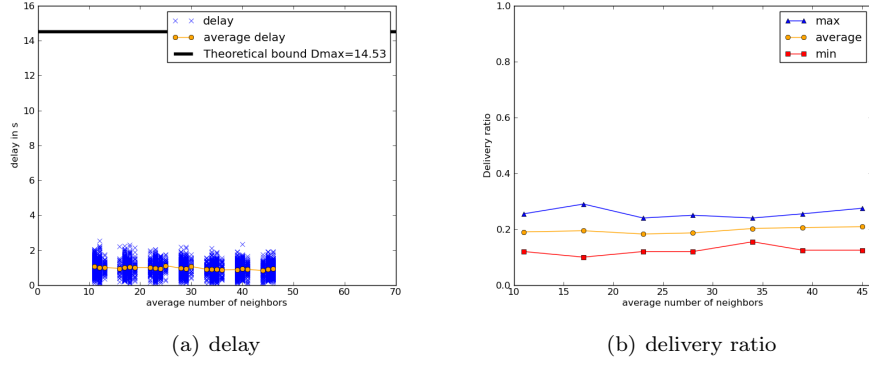 16
14
12
10
8
6
4
2
0
delay in s
delay
average delay
Theoretical bound Dmax=14.53
0 10 20 30 40 50 60 70
average number of neighbors
(a) delay
1.0
0.8
0.6
0.4
0.2
0.0
Delivery ratio
max
average
min
10 15 20 25 30 35 40 45
average number of neighbors
(b) delivery ratio